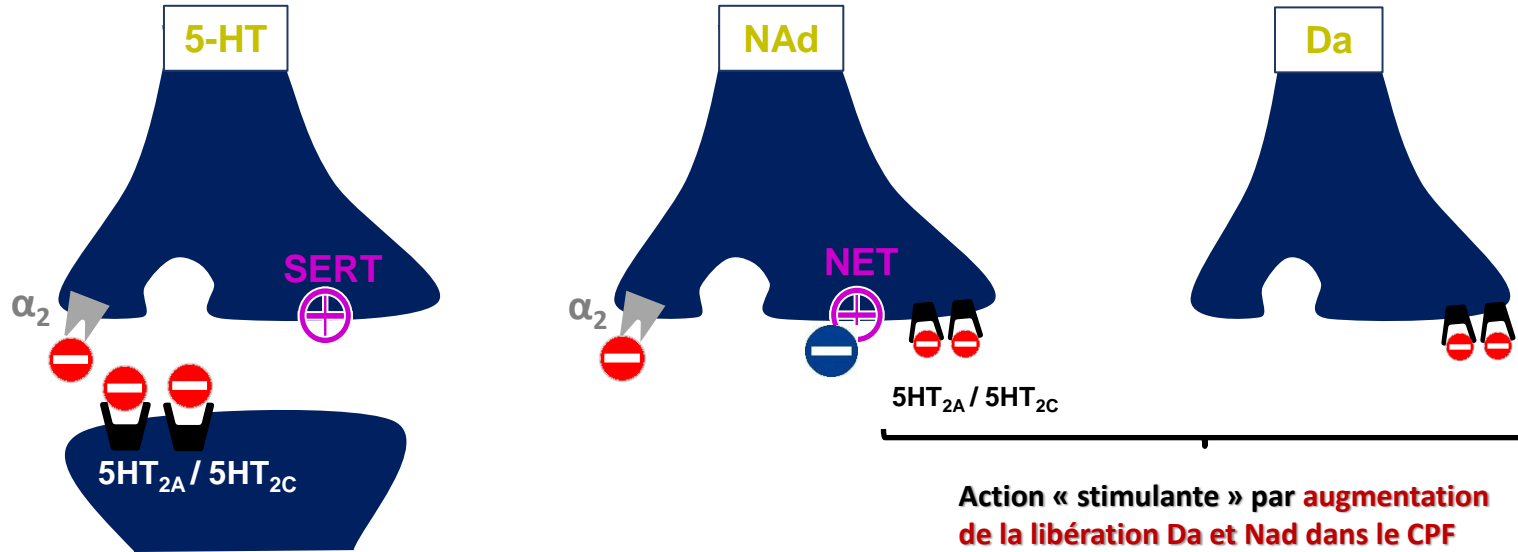 5-HT
NAd
Da
SERT
NET
α₂
α₂
5HT₂A / 5HT₂C
5HT₂A / 5HT₂C
Action « stimulante » par augmentation
de la libération Da et Nad dans le CPF